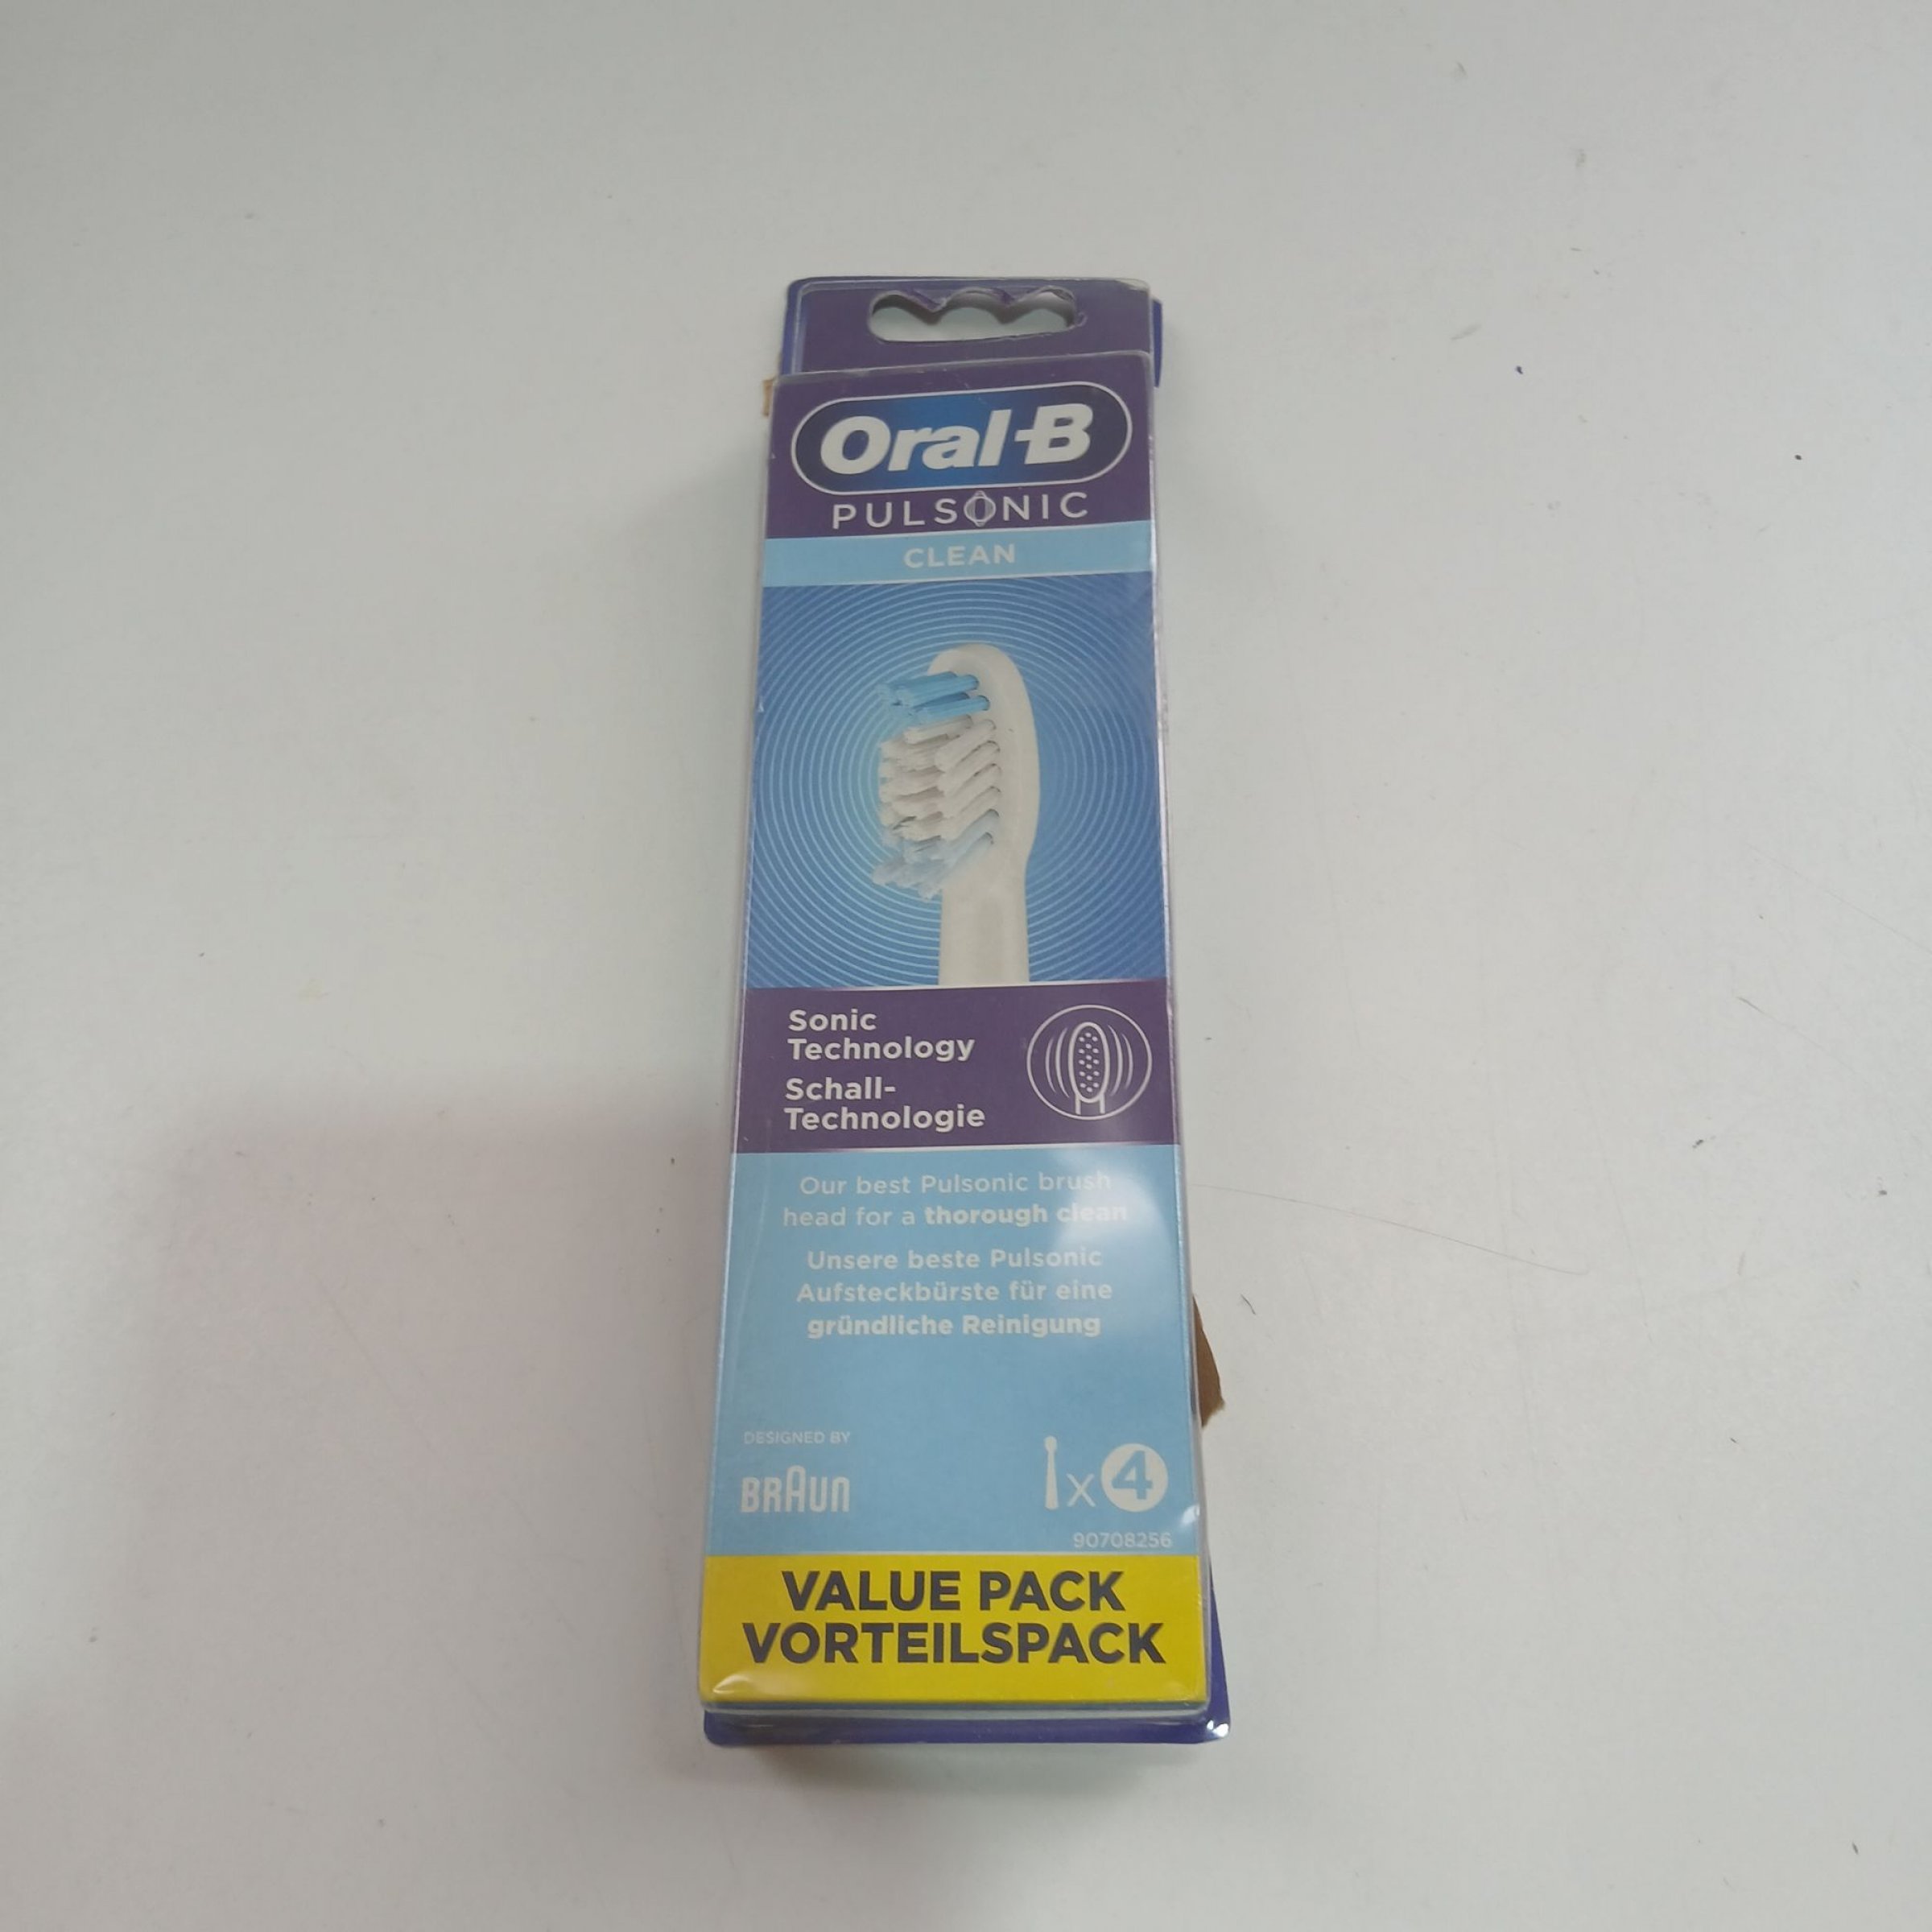 Oral-B
PULSONIC
CLEAN
Sonic
Technology
Schall-
Technologie
Our best Pulsonic brush
head for a thorough clean
Unsere beste Pulsonic
Aufsteckbürste für eine
gründliche Reinigung
DESIGNED BY
BRAUN
x4
90708256
VALUE PACK
VORTEILSPACK